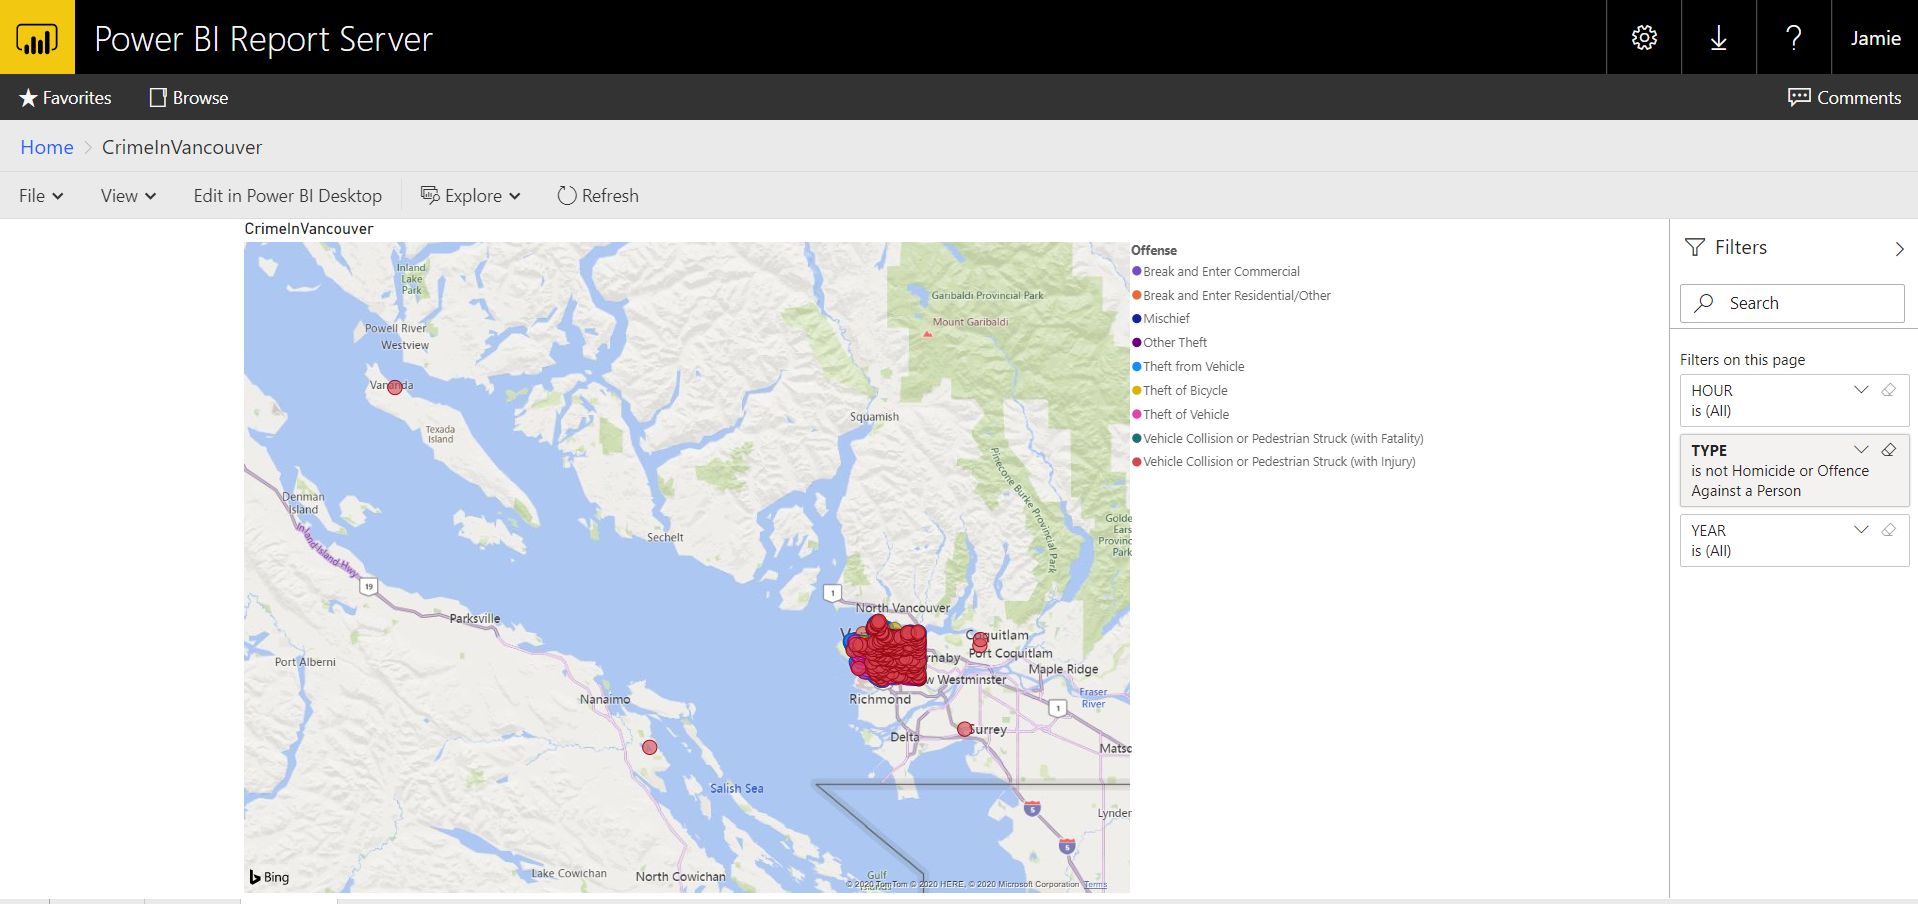 Power BI Report Server
Jamie
Favorites
Browse
Comments
Home > CrimeInVancouver
File
View
Edit in Power BI Desktop
Explore
Refresh
CrimeInVancouver
Inland
Lake
Park
Powell River
Westview
Vananda
Texada
Island
Garibaldi Provincial Park
Mount Garibaldi
Squamish
Pinecone Burke Provincial Park
Golde
Ears
Provinc
Park
Denman
Island
Inland Island Hwy
19
Sechelt
Parksville
Port Alberni
Nanaimo
1
North Vancouver
V
Coquitlam
Port Coquitlam
rnaby
Maple Ridge
w Westminster
Richmond
Fraser
River
1
Surrey
Delta
Matsq
Salish Sea
5
Lynden
5
Lake Cowichan
North Cowichan
Gulf
Bing
© 2020 TomTom © 2020 HERE, © 2020 Microsoft Corporation Terms
Offense
Break and Enter Commercial
Break and Enter Residential/Other
Mischief
Other Theft
Theft from Vehicle
Theft of Bicycle
Theft of Vehicle
Vehicle Collision or Pedestrian Struck (with Fatality)
Vehicle Collision or Pedestrian Struck (with Injury)
Filters
Search
Filters on this page
HOUR
is (All)
TYPE
is not Homicide or Offence
Against a Person
YEAR
is (All)